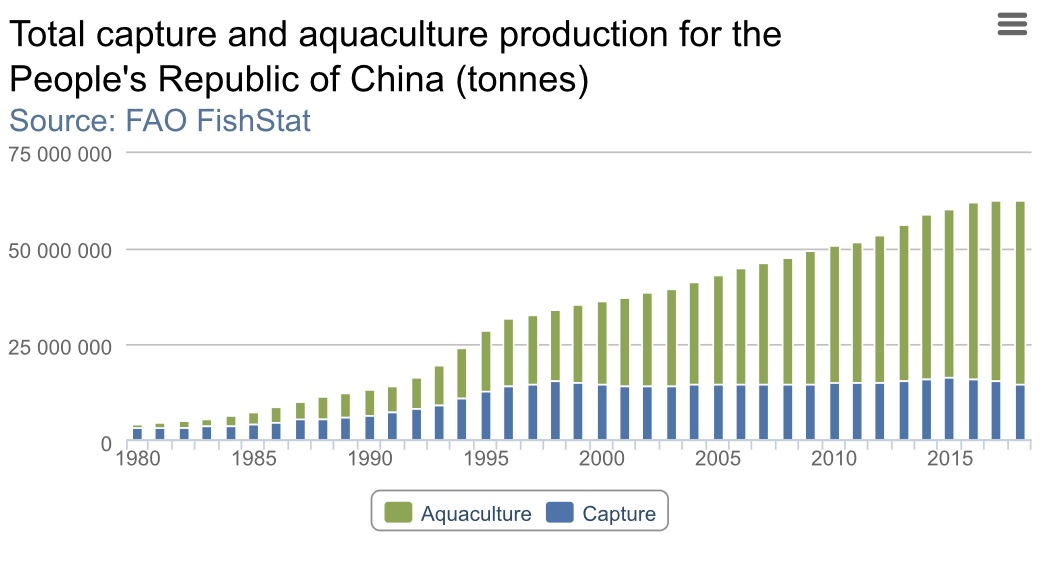 Total capture and aquaculture production for the
People's Republic of China (tonnes)
Source: FAO FishStat
75 000 000
50 000 000
25 000 000
0
1980 1985 1990 1995 2000 2005 2010 2015
Aquaculture Capture